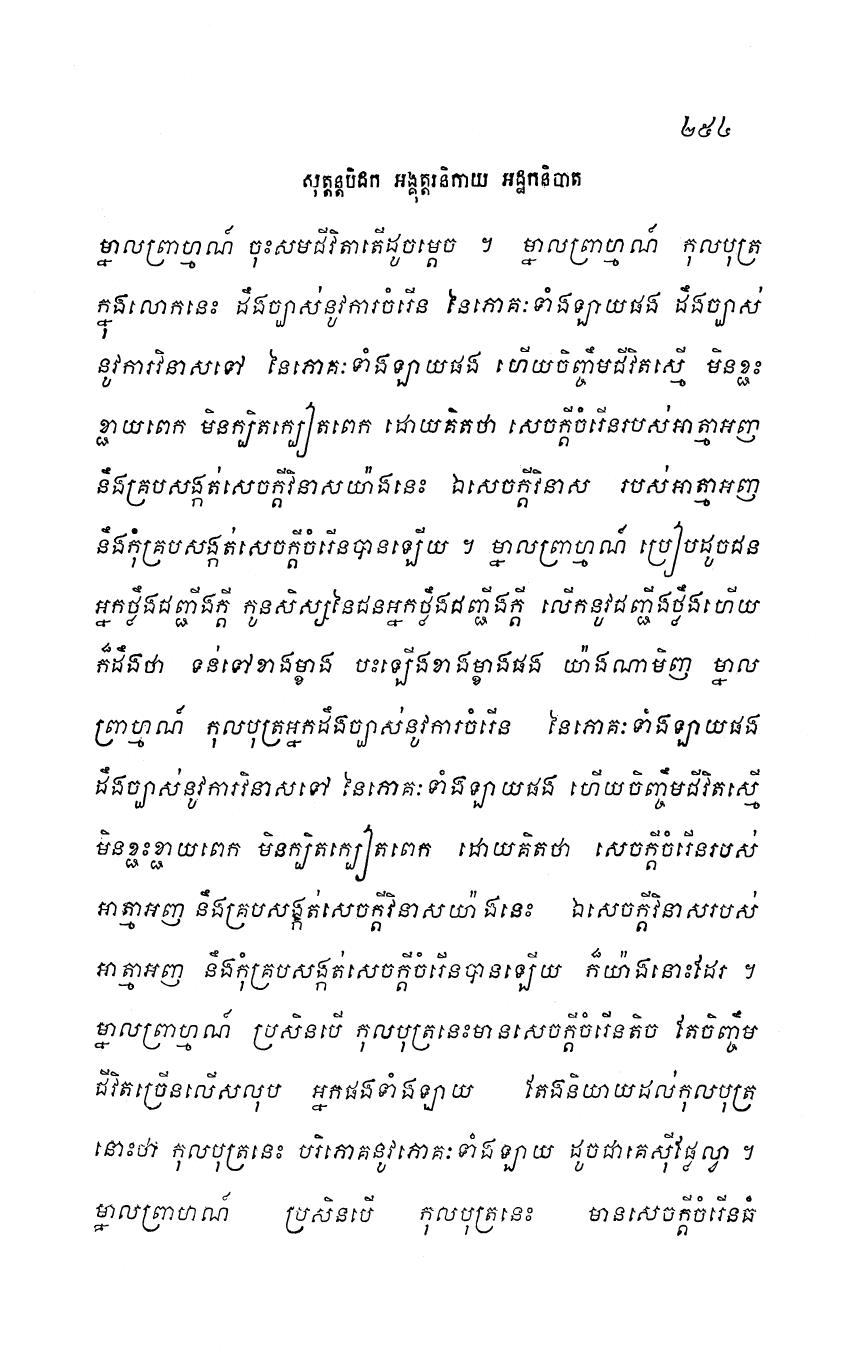 ២៩៤
សុត្តន្តបិដក អង្គុត្តរនិកាយ អដ្ឋកនិបាត
ម្នាលព្រាហ្មណ៍ ចុះសមជីវិតាតើដូចម្តេច ។ ម្នាលព្រាហ្មណ៍ កុលបុត្រ
ក្នុងលោកនេះ ដឹងច្បាស់នូវការចំរើន នៃភោគៈទាំងឡាយផង ដឹងច្បាស់
នូវការវិនាសទៅ នៃភោគៈទាំងឡាយផង ហើយចិញ្ចឹមជីវិតស្មើ មិនខ្ជះ
ខ្ជាយពេក មិនក្បិតក្បៀតពេក ដោយគិតថា សេចក្តីចំរើនរបស់អាត្មាអញ
នឹងគ្របសង្កត់សេចក្តីវិនាសយ៉ាងនេះ ឯសេចក្តីវិនាស របស់អាត្មាអញ
នឹងកុំគ្របសង្កត់សេចក្តីចំរើនបានឡើយ ។ ម្នាលព្រាហ្មណ៍ ប្រៀបដូចជន
អ្នកថ្លឹងជញ្ជីងក្តី កូនសិស្សនៃជនអ្នកថ្លឹងជញ្ជីងក្តី លើកនូវជញ្ជីងថ្លឹងហើយ
ក៏ដឹងថា ទន់ទៅខាងម្ខាង បះឡើងខាងម្ខាងផង យ៉ាងណាមិញ ម្នាល
ព្រាហ្មណ៍ កុលបុត្រអ្នកដឹងច្បាស់នូវការចំរើន នៃភោគៈទាំងឡាយផង
ដឹងច្បាស់នូវការវិនាសទៅ នៃភោគៈទាំងឡាយផង ហើយចិញ្ចឹមជីវិតស្មើ
មិនខ្ជះខ្ជាយពេក មិនក្បិតក្បៀតពេក ដោយគិតថា សេចក្តីចំរើនរបស់
អាត្មាអញ នឹងគ្របសង្កត់សេចក្តីវិនាសយ៉ាងនេះ ឯសេចក្តីវិនាសរបស់
អាត្មាអញ នឹងកុំគ្របសង្កត់សេចក្តីចំរើនបានឡើយ ក៏យ៉ាងនោះដែរ ។
ម្នាលព្រាហ្មណ៍ ប្រសិនបើ កុលបុត្រនេះមានសេចក្តីចំរើនតិច តែចិញ្ចឹម
ជីវិតច្រើនលើសលុប អ្នកផងទាំងឡាយ តែងនិយាយដល់កុលបុត្រ
នោះថា កុលបុត្រនេះ បរិភោគនូវភោគៈទាំងឡាយ ដូចជាគេស៊ីផ្លែល្វា ។
ម្នាលព្រាហណ៍ ប្រសិនបើ កុលបុត្រនេះ មានសេចក្តីចំរើនធំ